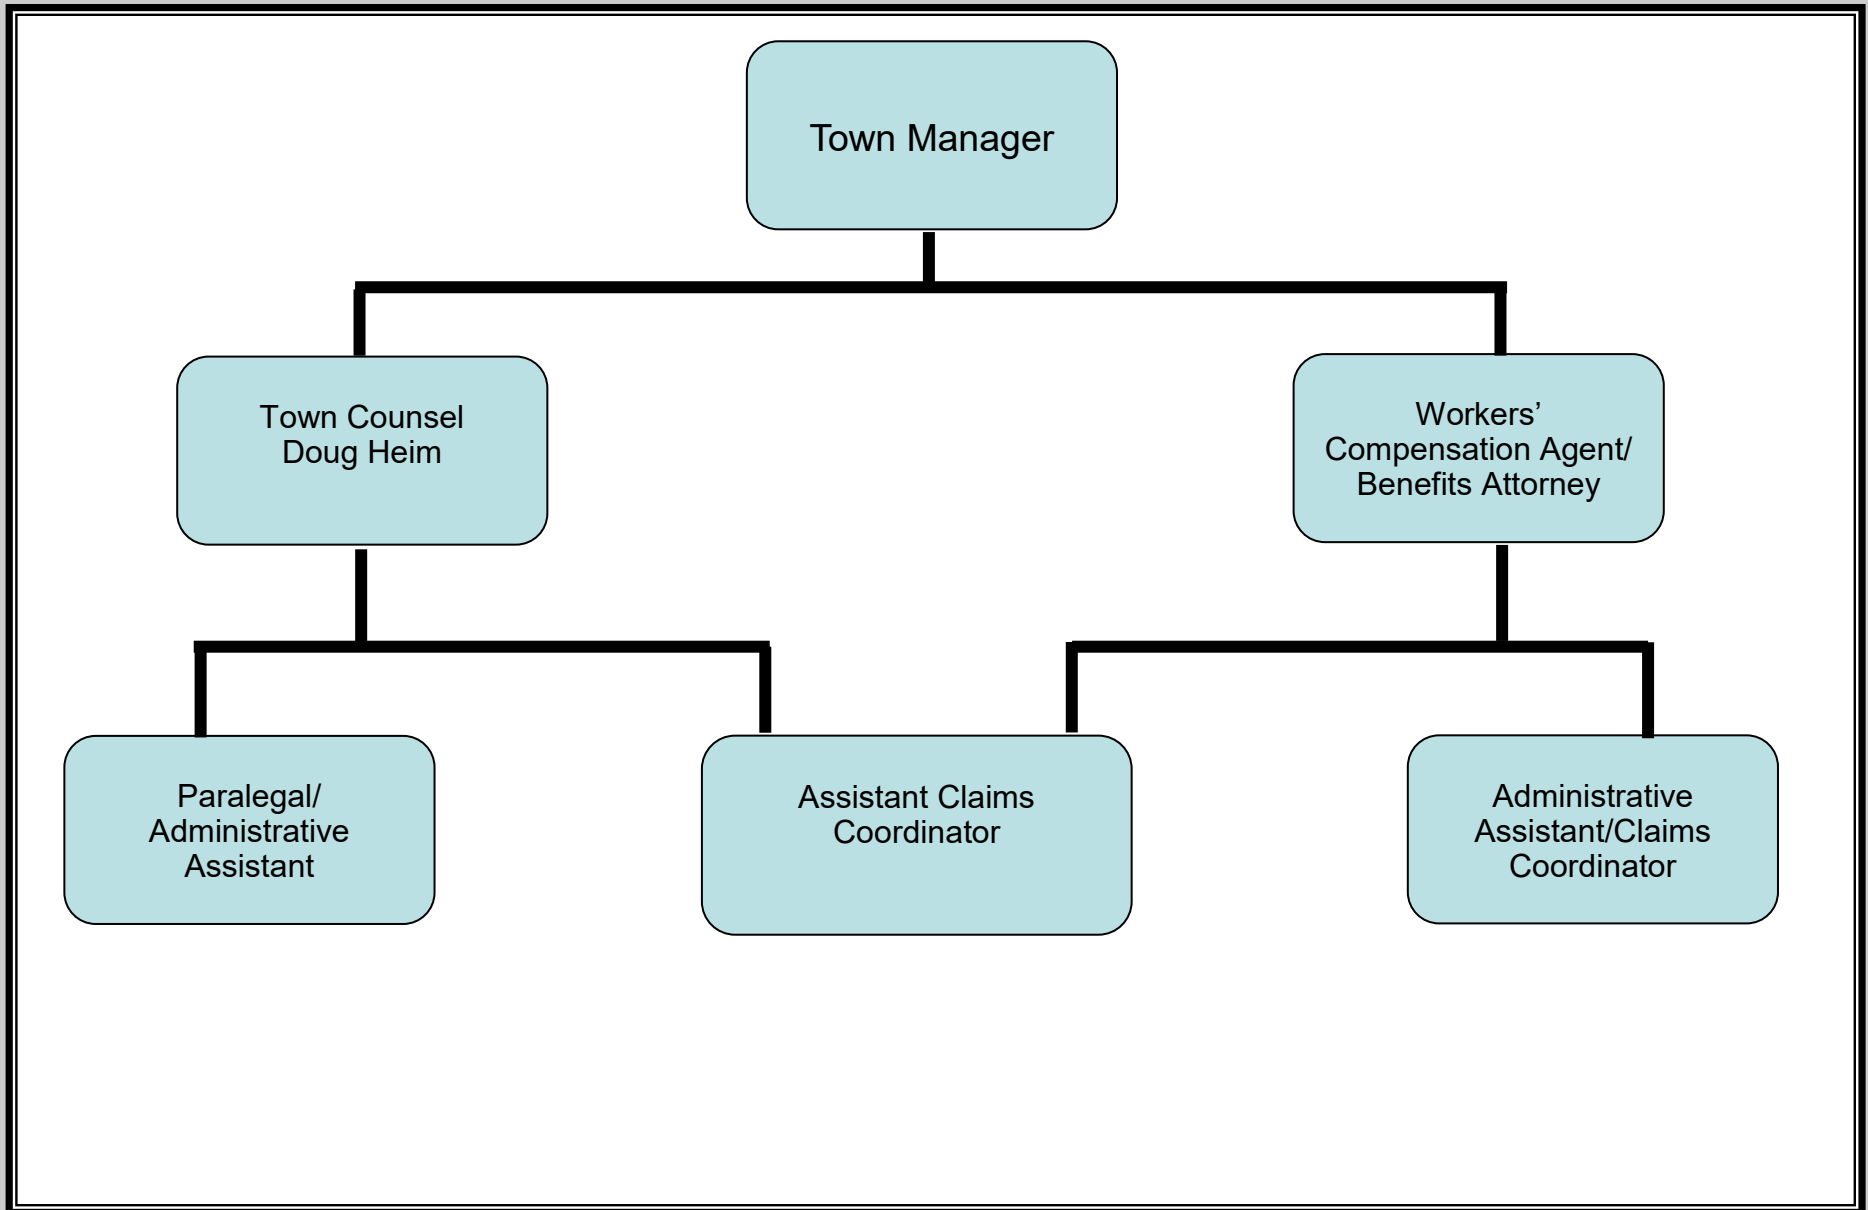 Town Manager
Town Counsel
Doug Heim
Workers’
Compensation Agent/
Benefits Attorney
Paralegal/
Administrative
Assistant
Assistant Claims
Coordinator
Administrative
Assistant/Claims
Coordinator